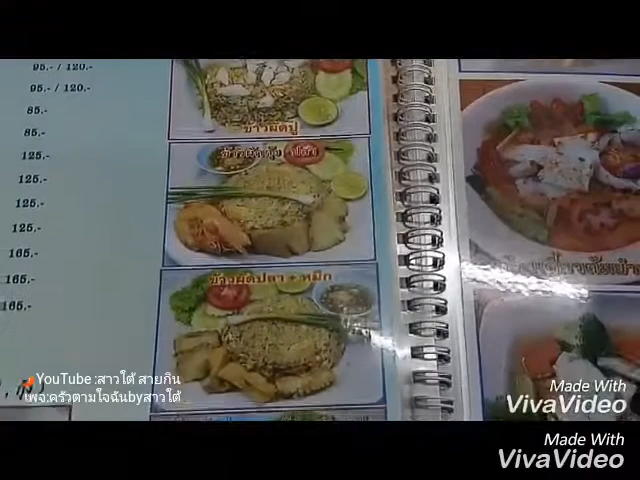 95.- / 120.-
95.- / 120.-
85.-
85.-
125.-
125.-
125.-
125.-
165.-
165.-
165.-
ข้าวผัดปู
ข้าวผัดปลา - หมึก
YouTube :สาวใต้ สายกิน
เพจ:ครัวตามใจฉันbyสาวใต้
Made With
VivaVideo
Made With
VivaVideo